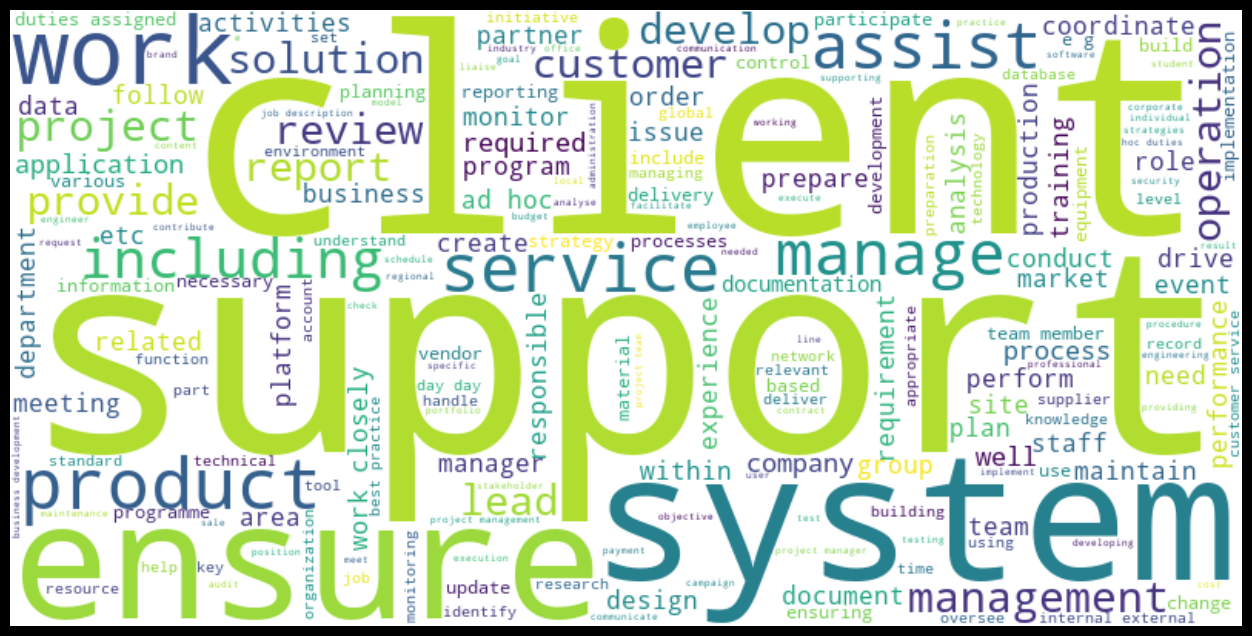 duties assigned
activities
initiative
partner
develop
participate
practice
coordinate
work
brand
set
solution
client
industry
office
goal
liaise
communication
customer
control
assist
supporting
e g
software
build
student
database
operation
implementation
data
follow
planning
model
reporting
order
global
project
content
job description
review
monitor
issue
working
development
corporate
individual
strategies
hoc duties
application
various
environment
report
required
program
administration
include
managing
prepare
preparation
analysis
technology
production
training
equipment
role
security
level
provide
business
ad hoc
analyse
local
budget
delivery
facilitate
execute
employee
engineer
contribute
request
etc
understand
create
strategy
processes
needed
manage
conduct
drive
result
department
including
schedule
regional
service
documentation
market
event
information
necessary
account
platform
check
support
related
function
part
vendor
specific
day day
handle
portfolio
responsible
material
project team
experience
line
network
relevant
based
deliver
contract
requirement
appropriate
team member
process
professional
procedure
record
engineering
performance
customer service
perform
supplier
need
meeting
site
knowledge
providing
plan
staff
business development
standard
technical
work closely
best practice
manager
within
company
group
well
implement
use
maintain
user
product
tool
stakeholder
lead
system
maintenance
programme
sale
area
organization
project management
objective
building
test
team
using
testing
developing
ensure
position
meet
monitoring
execution
payment
project manager
time
help
key
audit
job
resource
update
research
campaign
design
document
ensuring
management
cost
change
identify
communicate
oversee
internal external